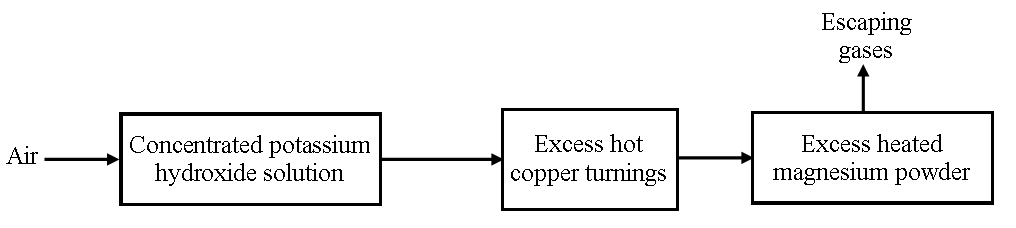 Escaping
gases
Air
Concentrated potassium
hydroxide solution
Excess hot
copper turnings
Excess heated
magnesium powder